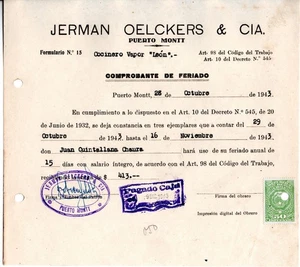 JERMAN OELCKERS & CIA.
PUERTO MONTT
Formulario N.º 15
Cocinero Vapor "León".-
Art. 98 del Código del Trabajo
Art. 10 del Decreto N.º 545
COMPROBANTE DE FERIADO
Puerto Montt, 28 de Octubre de 1943
En cumplimiento a lo dispuesto en el Art. 10 del Decreto N.º 545, de 20
de Junio de 1932, se deja constancia en tres ejemplares que a contar del 29 de
Octubre de 1943 hasta el 16 de Noviembre de 1943
don Juan Quintallana Chaura hará uso de su feriado anual de
15 días con salario íntegro, de acuerdo con el Art. 98 del Código del Trabajo,
$ 413.--
PUERTO MONTT
Pagado Caja
Firma del obrero
Impresión digital del Obrero
50